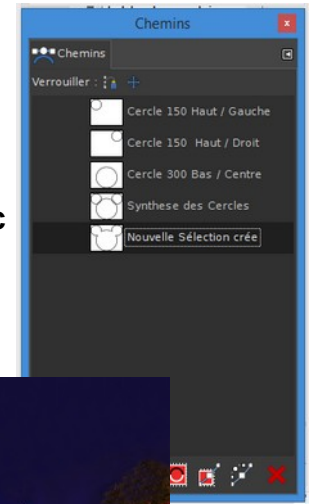 Chemins
x
Chemins
Verrouiller :
Cercle 150 Haut / Gauche
Cercle 150 Haut / Droit
Cercle 300 Bas / Centre
Synthese des Cercles
c
Nouvelle Sélection crée